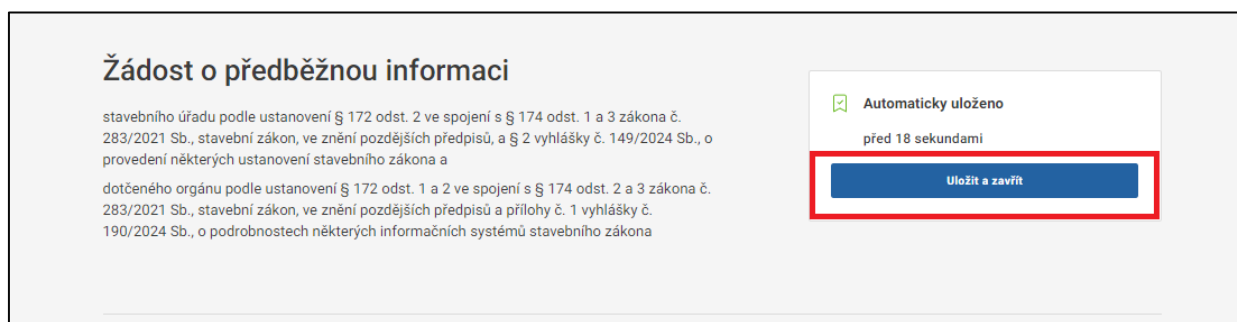 Žádost o předběžnou informaci
stavebního úřadu podle ustanovení § 172 odst. 2 ve spojení s § 174 odst. 1 a 3 zákona č.
283/2021 Sb., stavební zákon, ve znění pozdějších předpisů, a § 2 vyhlášky č. 149/2024 Sb., o
provedení některých ustanovení stavebního zákona a
dotčeného orgánu podle ustanovení § 172 odst. 1 a 2 ve spojení s § 174 odst. 2 a 3 zákona č.
283/2021 Sb., stavební zákon, ve znění pozdějších předpisů a přílohy č. 1 vyhlášky č.
190/2024 Sb., o podrobnostech některých informačních systémů stavebního zákona
Automaticky uloženo
před 18 sekundami
Uložit a zavřít